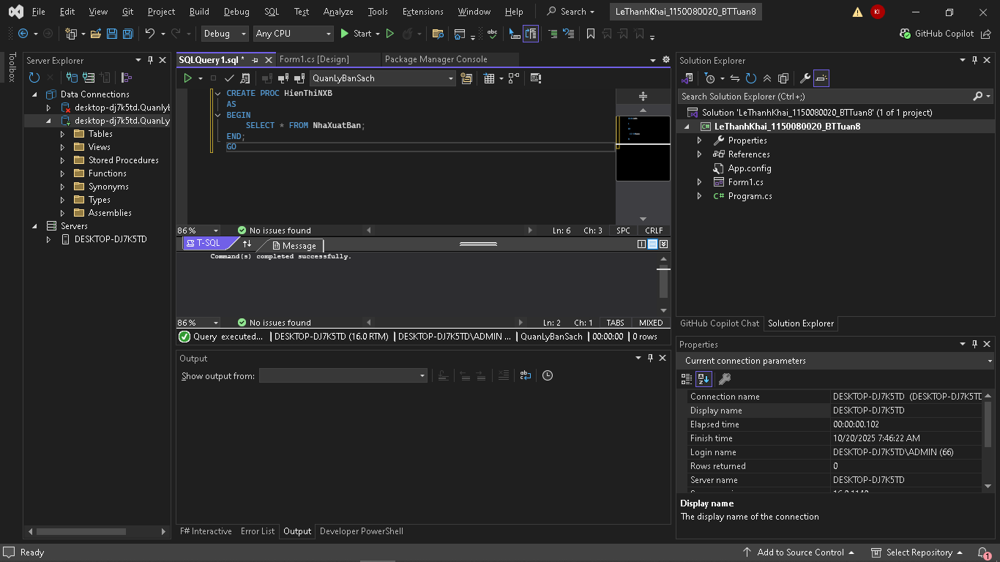 File Edit View Git Project Build Debug SQL Test Analyze Tools Extensions Window Help Search LeThanhKhai_1150080020_BTTuan8 KI
Debug Any CPU Start GitHub Copilot
Toolbox
Server Explorer
Data Connections
desktop-dj7k5td.Quanlyb
desktop-dj7k5td.QuanLy
Tables
Views
Stored Procedures
Functions
Synonyms
Types
Assemblies
Servers
DESKTOP-DJ7K5TD
SQLQuery1.sql * Form1.cs [Design] Package Manager Console
QuanLyBanSach
CREATE PROC HienThiNXB
AS
BEGIN
SELECT * FROM NhaXuatBan;
END;
GO
86 % No issues found Ln: 6 Ch: 3 SPC CRLF
T-SQL Message
Command(s) completed successfully.
86 % No issues found Ln: 2 Ch: 1 TABS MIXED
Query executed... DESKTOP-DJ7K5TD (16.0 RTM) DESKTOP-DJ7K5TD\ADMIN ... QuanLyBanSach 00:00:00 0 rows
Output
Show output from:
F# Interactive Error List Output Developer PowerShell
Solution Explorer
Search Solution Explorer (Ctrl+;)
Solution 'LeThanhKhai_1150080020_BTTuan8' (1 of 1 project)
LeThanhKhai_1150080020_BTTuan8
Properties
References
App.config
Form1.cs
C# Program.cs
GitHub Copilot Chat Solution Explorer
Properties
Current connection parameters
Connection name DESKTOP-DJ7K5TD (DESKTOP-DJ7K5TD
Display name DESKTOP-DJ7K5TD
Elapsed time 00:00:00.102
Finish time 10/20/2025 7:46:22 AM
Login name DESKTOP-DJ7K5TD\ADMIN (66)
Rows returned 0
Server name DESKTOP-DJ7K5TD
Display name
The display name of the connection
Ready Add to Source Control Select Repository 1